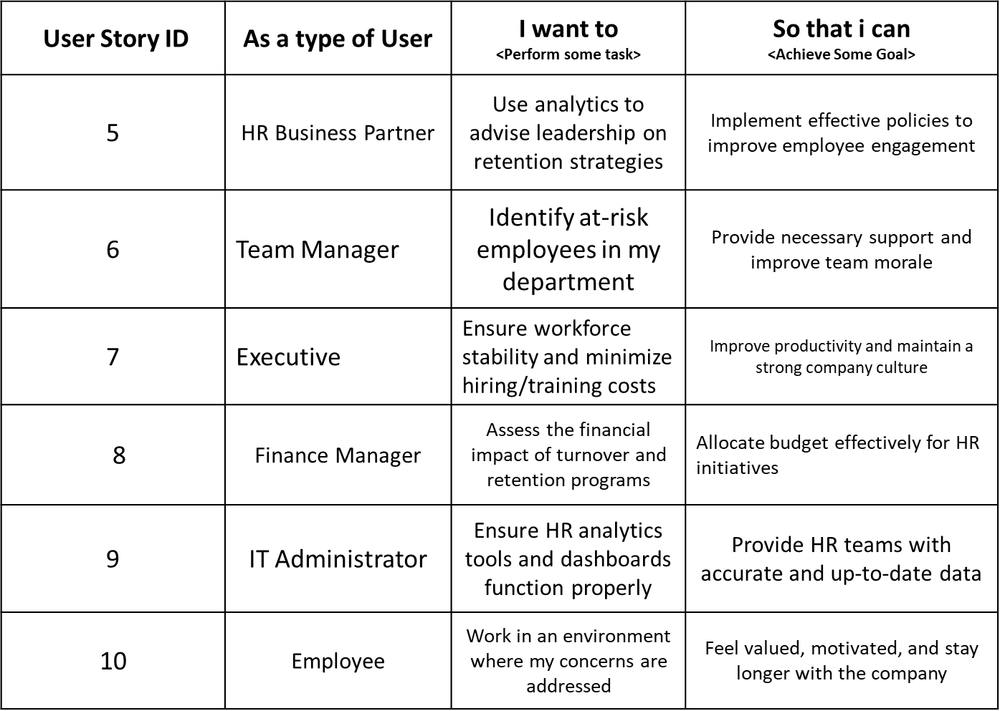 User Story ID
As a type of User
I want to
<Perform some task>
So that i can
<Achieve Some Goal>
5
HR Business Partner
Use analytics to
advise leadership on
retention strategies
Implement effective policies to
improve employee engagement
6
Team Manager
Identify at-risk
employees in my
department
Provide necessary support and
improve team morale
7
Executive
Ensure workforce
stability and minimize
hiring/training costs
Improve productivity and maintain a
strong company culture
8
Finance Manager
Assess the financial
impact of turnover and
retention programs
Allocate budget effectively for HR
initiatives
9
IT Administrator
Ensure HR analytics
tools and dashboards
function properly
Provide HR teams with
accurate and up-to-date data
10
Employee
Work in an environment
where my concerns are
addressed
Feel valued, motivated, and stay
longer with the company